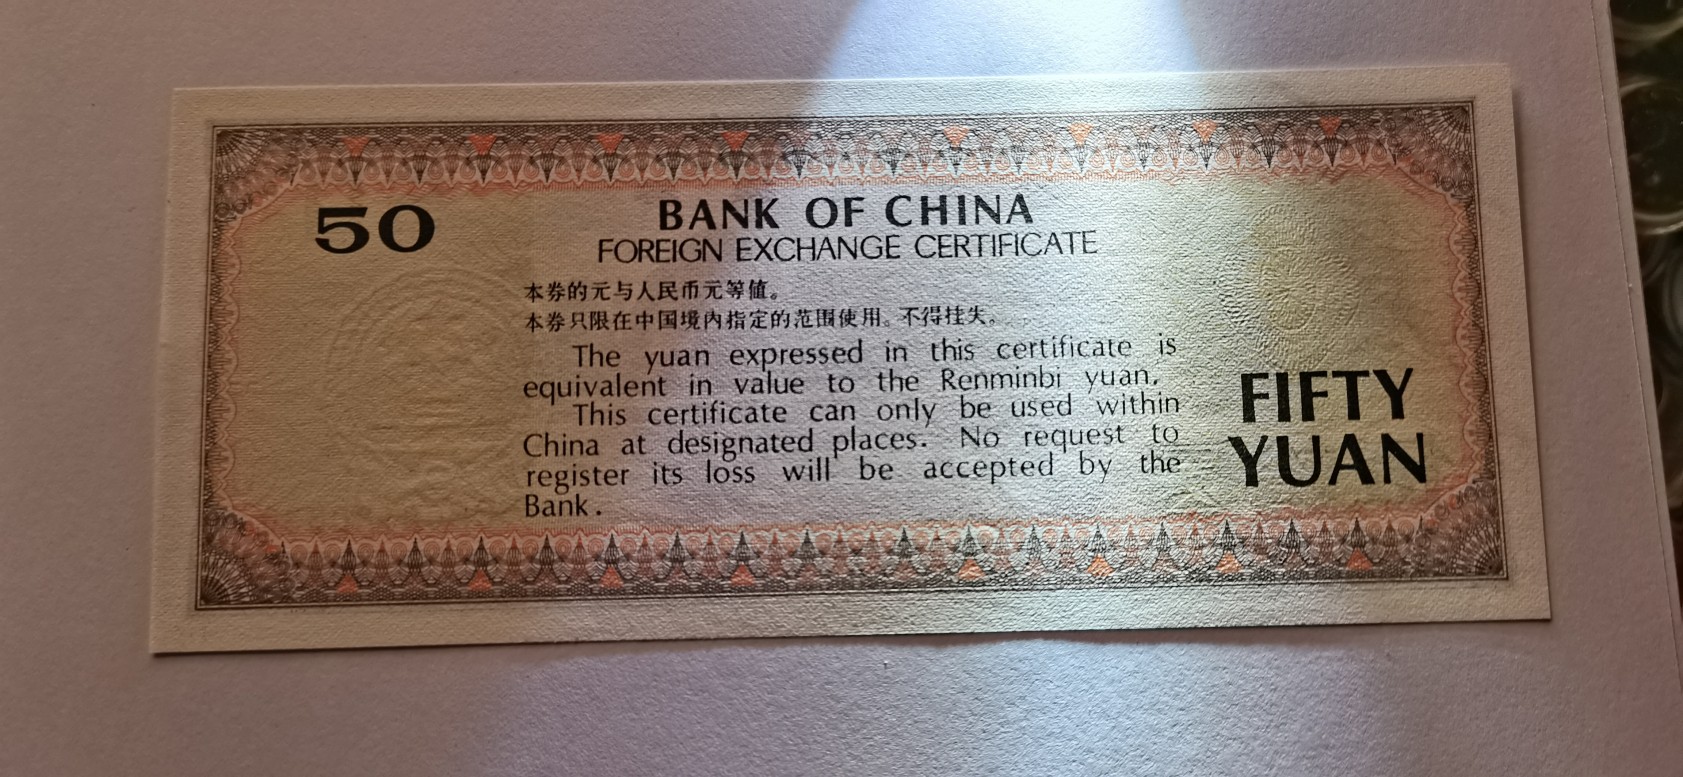 50
BANK OF CHINA
FOREIGN EXCHANGE CERTIFICATE
本券的元与人民币元等值。
本券只限在中国境内指定的范围使用。不得挂失。
The yuan expressed in this certificate is
equivalent in value to the Renminbi yuan.
This certificate can only be used within
China at designated places. No request to
register its loss will be accepted by the
Bank.
FIFTY
YUAN